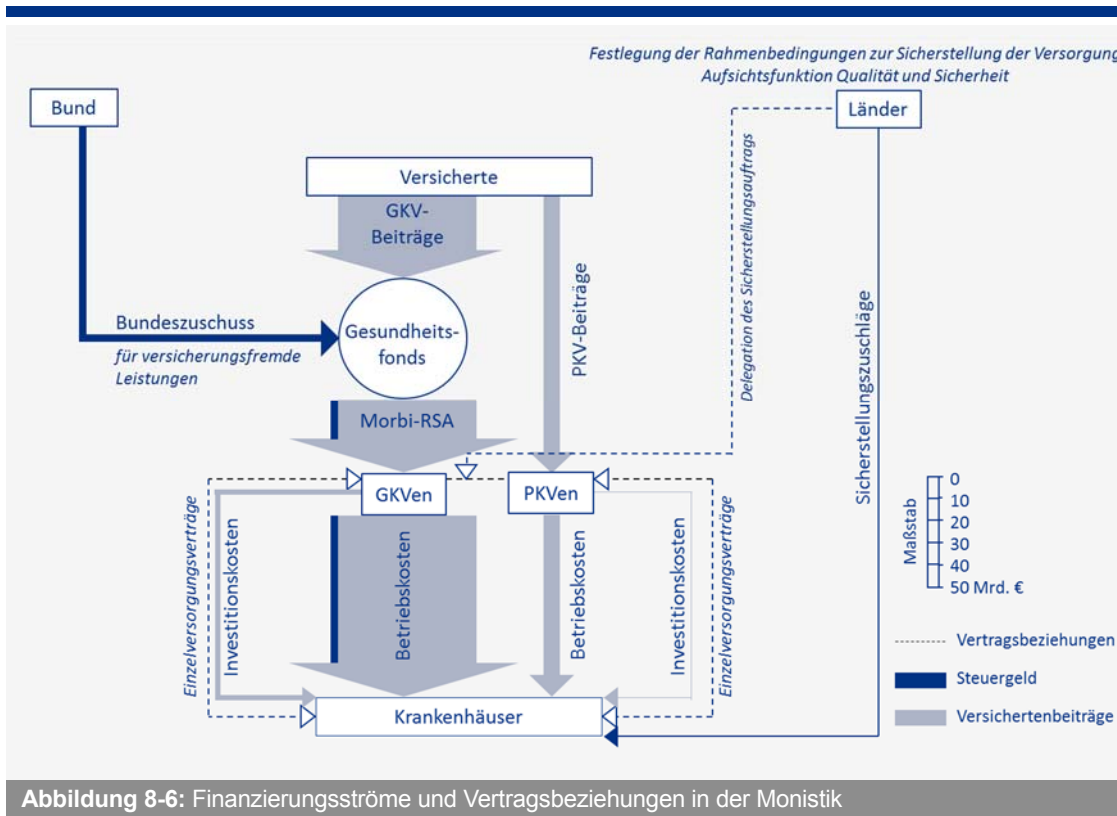 Festlegung der Rahmenbedingungen zur Sicherstellung der Versorgung
Aufsichtsfunktion Qualität und Sicherheit
Bund
Länder
Versicherte
GKV-
Beiträge
PKV-Beiträge
Delegation des Sicherstellungsauftrags
Sicherstellungszuschläge
Bundeszuschuss
für versicherungsfremde
Leistungen
Gesundheits-
fonds
Morbi-RSA
GKVen
PKVen
Einzelversorgungsverträge
Investitionskosten
Betriebskosten
Betriebskosten
Investitionskosten
Einzelversorgungsverträge
Krankenhäuser
Maßstab
0
10
20
30
40
50 Mrd. €
Vertragsbeziehungen
Steuergeld
Versichertenbeiträge
Abbildung 8-6: Finanzierungsströme und Vertragsbeziehungen in der Monistik